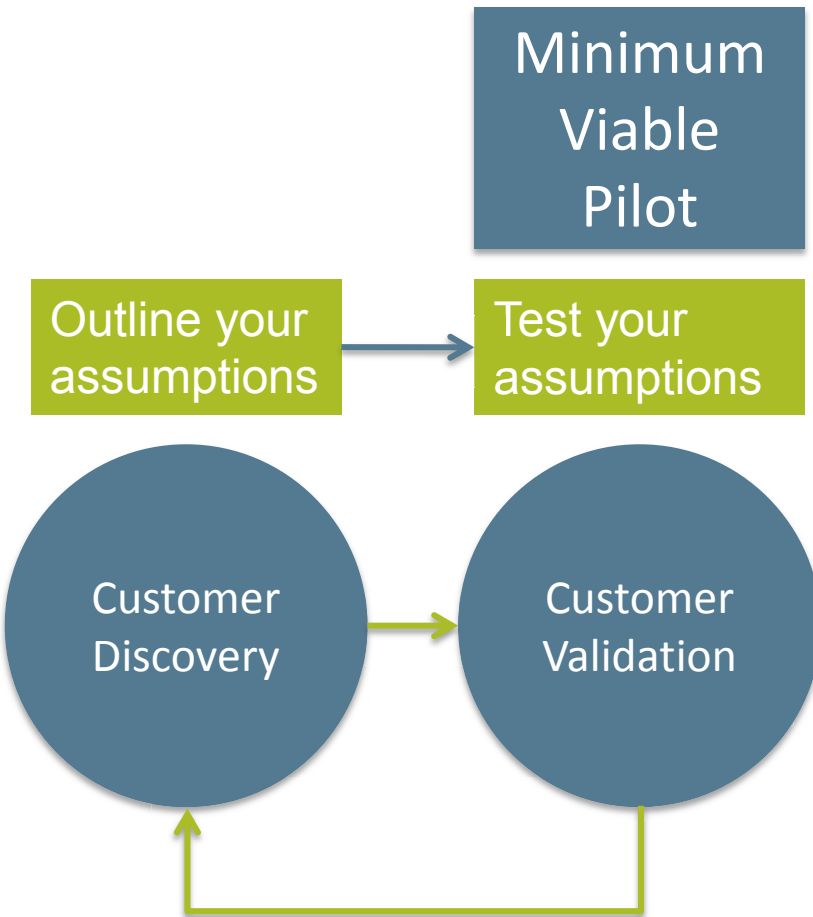 Minimum
Viable
Pilot
Outline your
assumptions
Test your
assumptions
Customer
Discovery
Customer
Validation